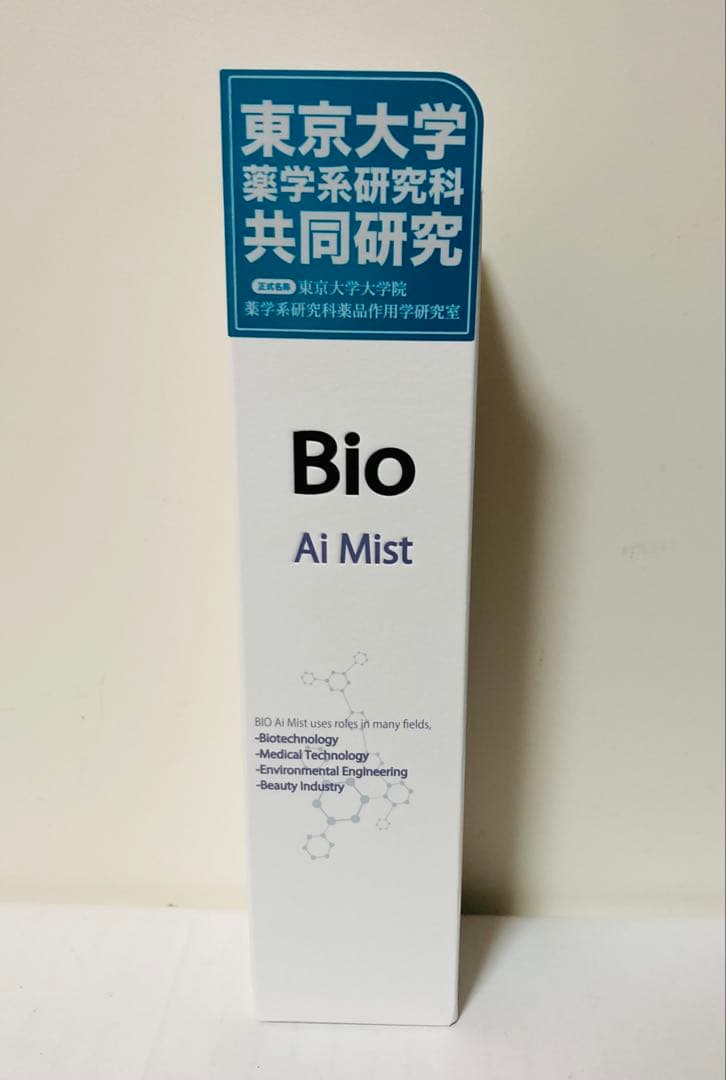 東京大学
薬学系研究科
共同研究
正式名称 東京大学大学院
薬学系研究科薬品作用学研究室
Bio
Ai Mist
BIO Ai Mist uses roles in many fields,
-Biotechnology
-Medical Technology
-Environmental Engineering
-Beauty Industry